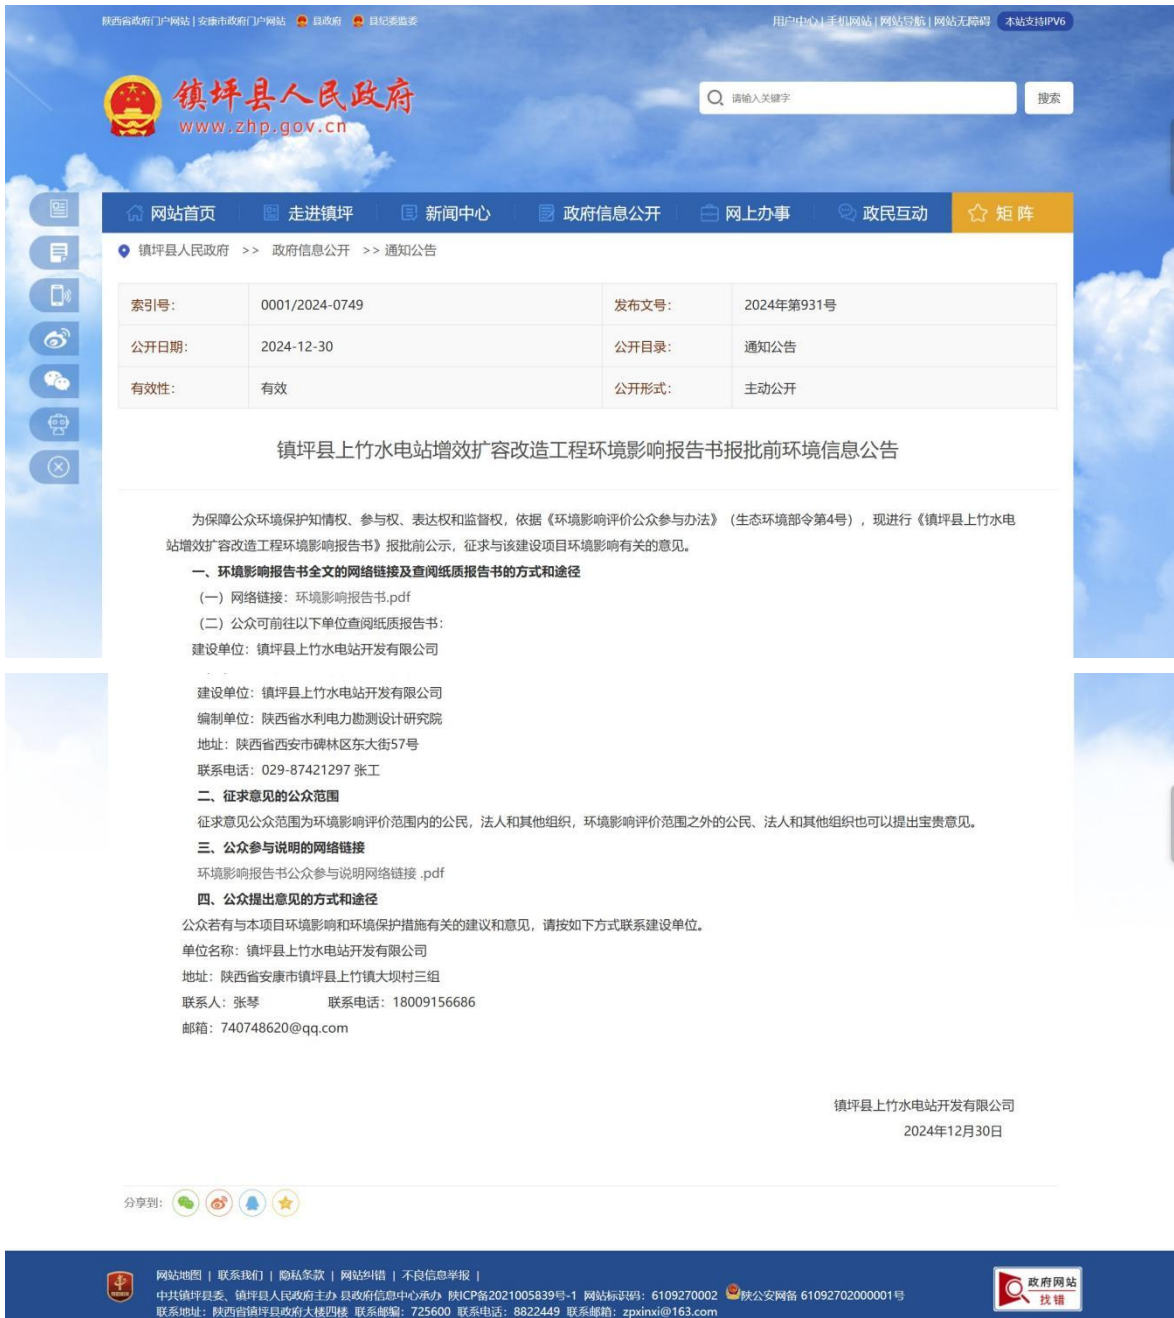 陕西省政府门户网站 | 安康市政府门户网站 县政府 县纪委监委
用户中心 | 手机网站 | 网站导航 | 网站无障碍 本站支持IPV6
镇坪县人民政府
www.zhp.gov.cn
请输入关键字
搜索
网站首页 走进镇坪 新闻中心 政府信息公开 网上办事 政民互动 矩阵
镇坪县人民政府 >> 政府信息公开 >> 通知公告
索引号: 0001/2024-0749 发布文号: 2024年第931号
公开日期: 2024-12-30 公开目录: 通知公告
有效性: 有效 公开形式: 主动公开
镇坪县上竹水电站增效扩容改造工程环境影响报告书报批前环境信息公告
为保障公众环境保护知情权、参与权、表达权和监督权，依据《环境影响评价公众参与办法》（生态环境部令第4号），现进行《镇坪县上竹水电
站增效扩容改造工程环境影响报告书》报批前公示，征求与该建设项目环境影响有关的意见。
一、环境影响报告书全文的网络链接及查阅纸质报告书的方式和途径
（一）网络链接：环境影响报告书.pdf
（二）公众可前往以下单位查阅纸质报告书：
建设单位：镇坪县上竹水电站开发有限公司
建设单位：镇坪县上竹水电站开发有限公司
编制单位：陕西省水利电力勘测设计研究院
地址：陕西省西安市碑林区东大街57号
联系电话：029-87421297 张工
二、征求意见的公众范围
征求意见公众范围为环境影响评价范围内的公民，法人和其他组织，环境影响评价范围之外的公民、法人和其他组织也可以提出宝贵意见。
三、公众参与说明的网络链接
环境影响报告书公众参与说明网络链接 .pdf
四、公众提出意见的方式和途径
公众若有与本项目环境影响和环境保护措施有关的建议和意见，请按如下方式联系建设单位。
单位名称：镇坪县上竹水电站开发有限公司
地址：陕西省安康市镇坪县上竹镇大坝村三组
联系人：张琴 联系电话：18009156686
邮箱：740748620@qq.com
镇坪县上竹水电站开发有限公司
2024年12月30日
分享到:
网站地图 | 联系我们 | 隐私条款 | 网站纠错 | 不良信息举报 |
中共镇坪县委、镇坪县人民政府主办 县政府信息中心承办 陕ICP备2021005839号-1 网站标识码：6109270002 陕公安网备 61092702000001号
联系地址：陕西省镇坪县政府大楼四楼 联系邮编：725600 联系电话：8822449 联系邮箱：zpxinxi@163.com
政府网站
找错